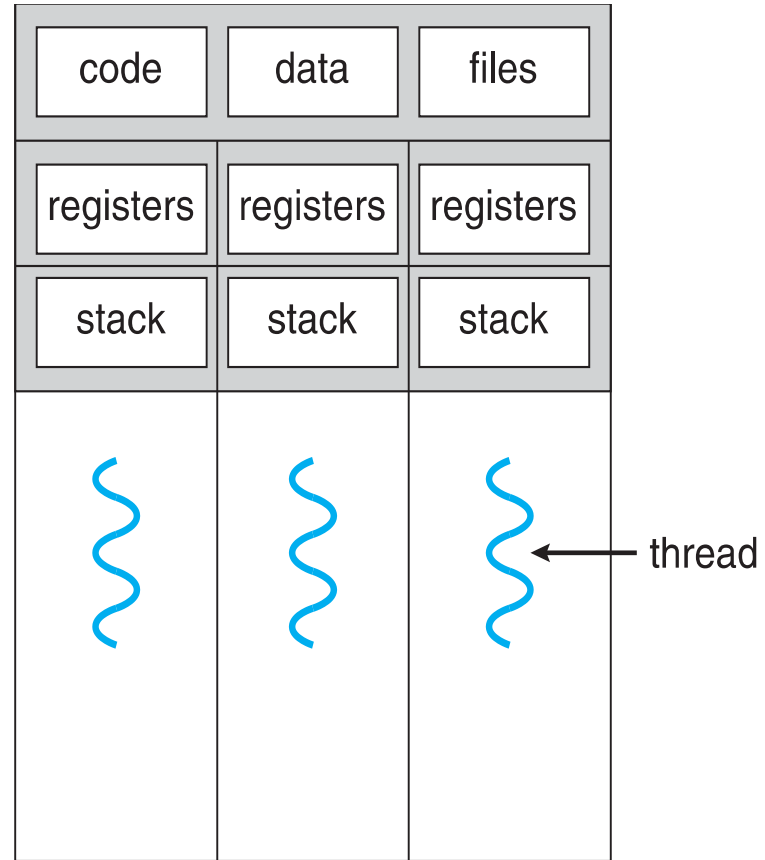 code data files
registers registers registers
stack stack stack
thread